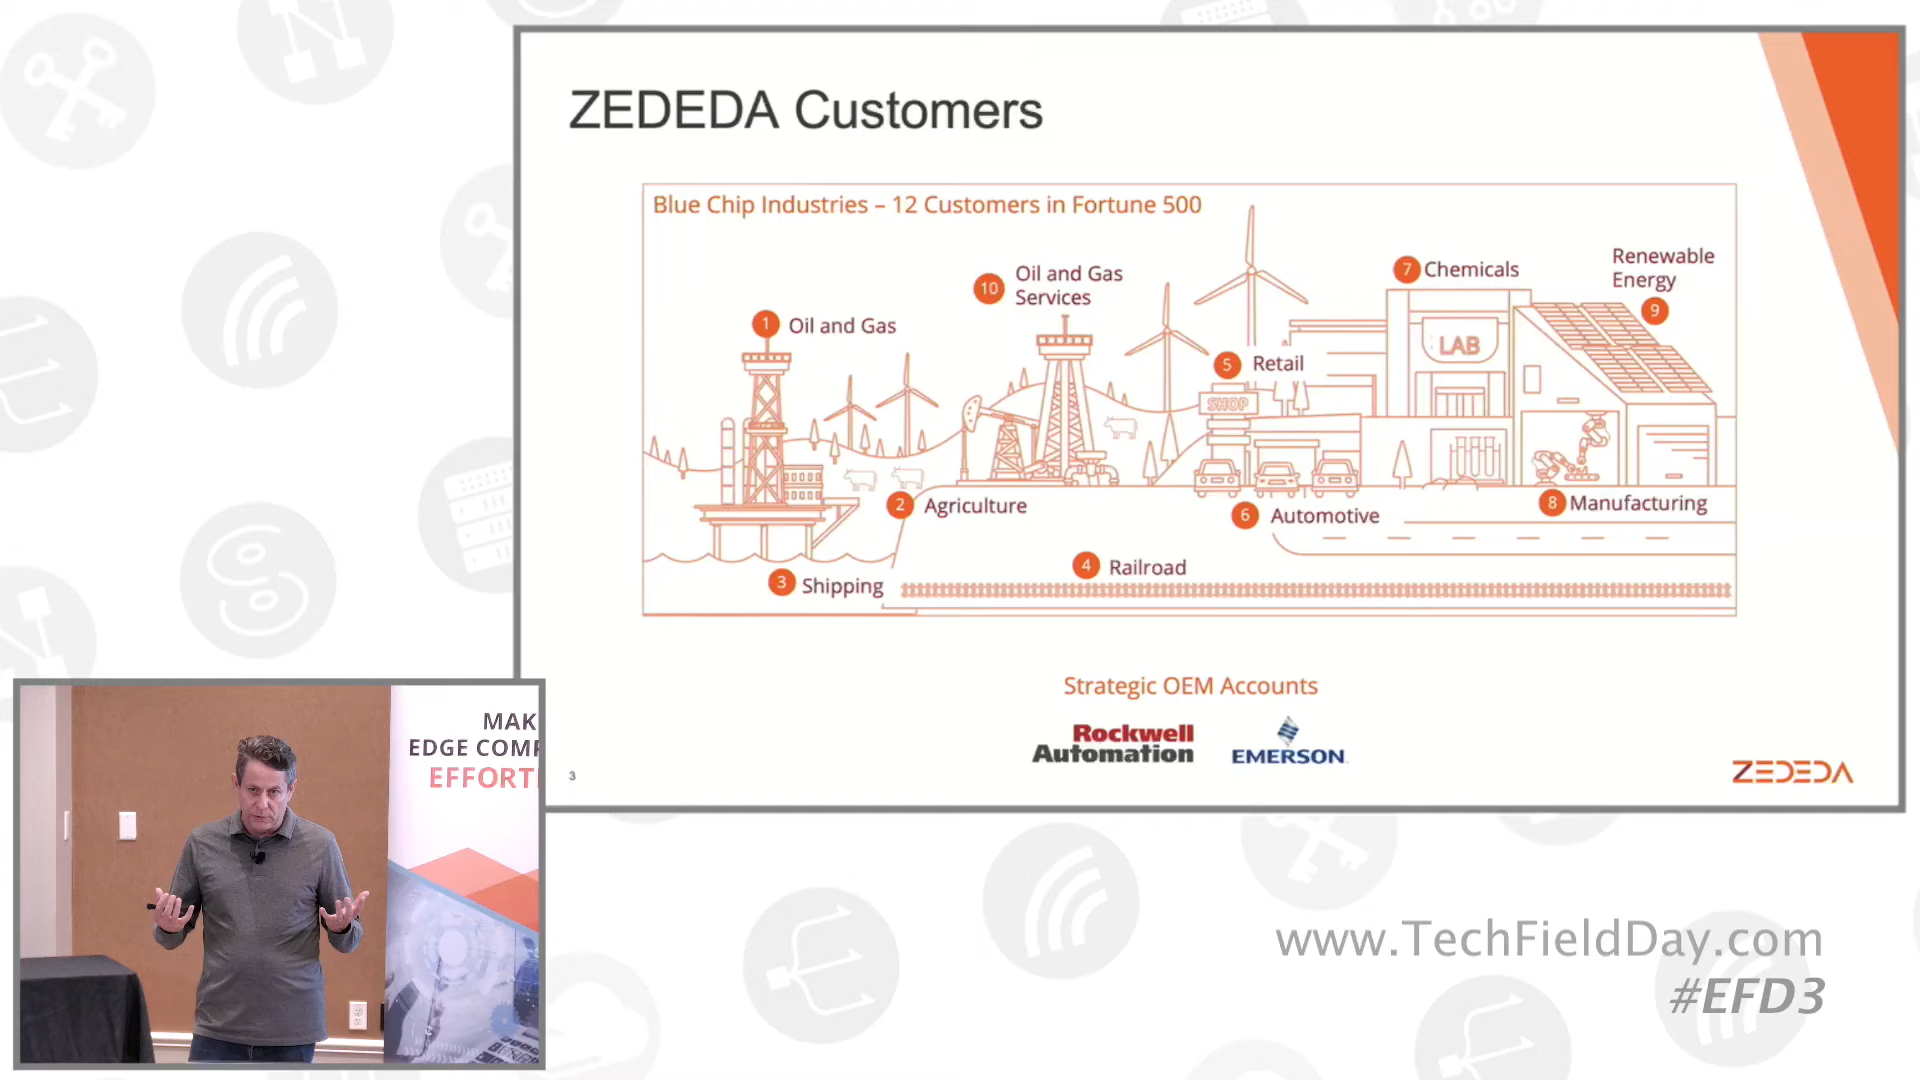 ZEDEDA Customers
Blue Chip Industries – 12 Customers in Fortune 500
1 Oil and Gas
10 Oil and Gas
Services
7 Chemicals
Renewable
Energy
9
LAB
5 Retail
SHOP
2 Agriculture
6 Automotive
8 Manufacturing
3 Shipping
4 Railroad
Strategic OEM Accounts
Rockwell
Automation
EMERSON
3
ZEDEDA
MAK
EDGE COMP
EFFORT
www.TechFieldDay.com
#EFD3